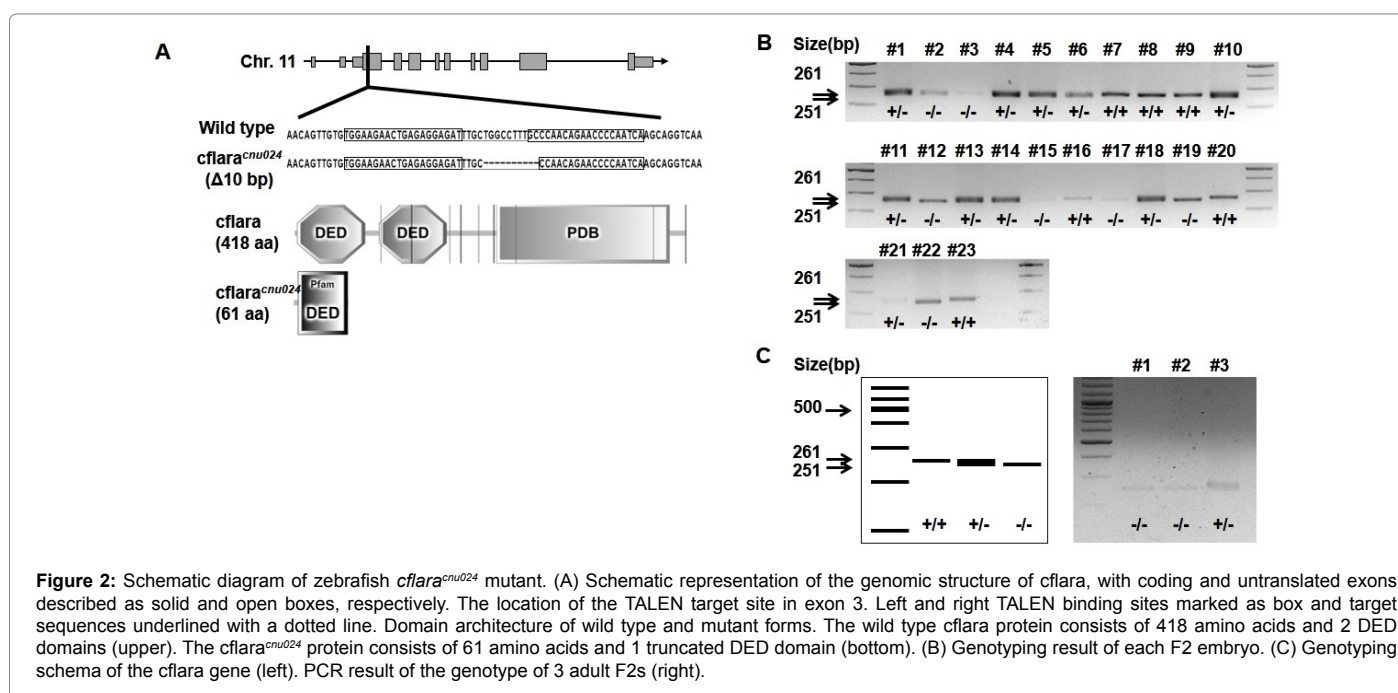 A
Chr. 11
Wild type
AACAGTTGTGTGGAAGAACTGAGAGGAGATTTGCTGGCCTTTGCCCAACAGAACCCCAATCAAGCAGGTCAA
cflara^cnu024
(Δ10 bp)
AACAGTTGTGTGGAAGAACTGAGAGGAGATTTGC----------CCAACAGAACCCCAATCAAGCAGGTCAA
cflara
(418 aa)
DED DED PDB
cflara^cnu024
(61 aa)
Pfam
DED
B
Size(bp) #1 #2 #3 #4 #5 #6 #7 #8 #9 #10
261
251
+/- -/- -/- +/- +/- +/- +/+ +/+ +/+ +/-
#11 #12 #13 #14 #15 #16 #17 #18 #19 #20
261
251
+/- -/- +/- +/- -/- +/+ -/- +/- -/- +/+
#21 #22 #23
261
251
+/- -/- +/+
C
Size(bp) #1 #2 #3
500
261
251
+/+ +/- -/- -/- -/- +/-
Figure 2: Schematic diagram of zebrafish cflara^cnu024 mutant. (A) Schematic representation of the genomic structure of cflara, with coding and untranslated exons
described as solid and open boxes, respectively. The location of the TALEN target site in exon 3. Left and right TALEN binding sites marked as box and target
sequences underlined with a dotted line. Domain architecture of wild type and mutant forms. The wild type cflara protein consists of 418 amino acids and 2 DED
domains (upper). The cflara^cnu024 protein consists of 61 amino acids and 1 truncated DED domain (bottom). (B) Genotyping result of each F2 embryo. (C) Genotyping
schema of the cflara gene (left). PCR result of the genotype of 3 adult F2s (right).